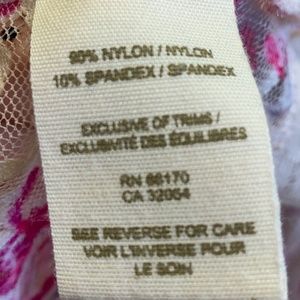 90% NYLON / NYLON
10% SPANDEX / SPANDEX
EXCLUSIVE OF TRIMS /
EXCLUSIVITÉ DES ÉQUILIBRES
RN 66170
CA 32054
SEE REVERSE FOR CARE
VOIR L'INVERSE POUR
LE SOIN